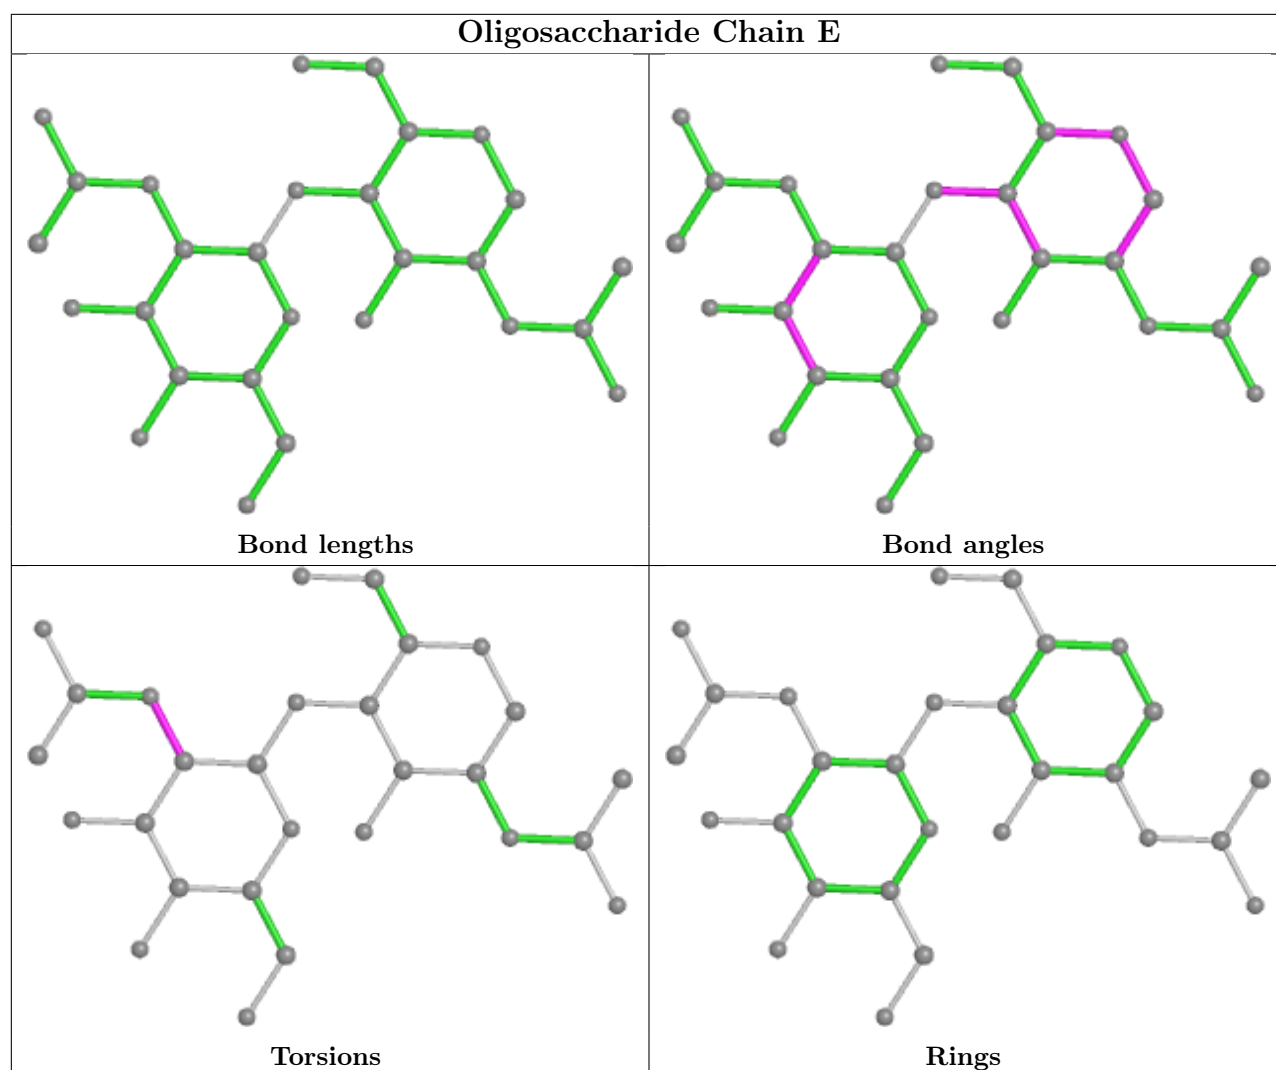 Oligosaccharide Chain E
Bond lengths
Bond angles
Torsions
Rings